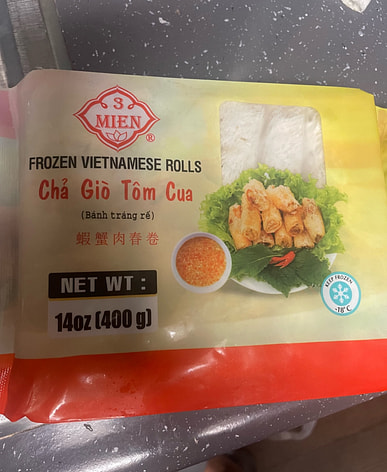 3
MIEN
®
FROZEN VIETNAMESE ROLLS
Chả Giò Tôm Cua
(Bánh tráng rế)
蝦蟹肉春卷
NET WT :
14oz (400 g)
KEEP FROZEN
-18°C